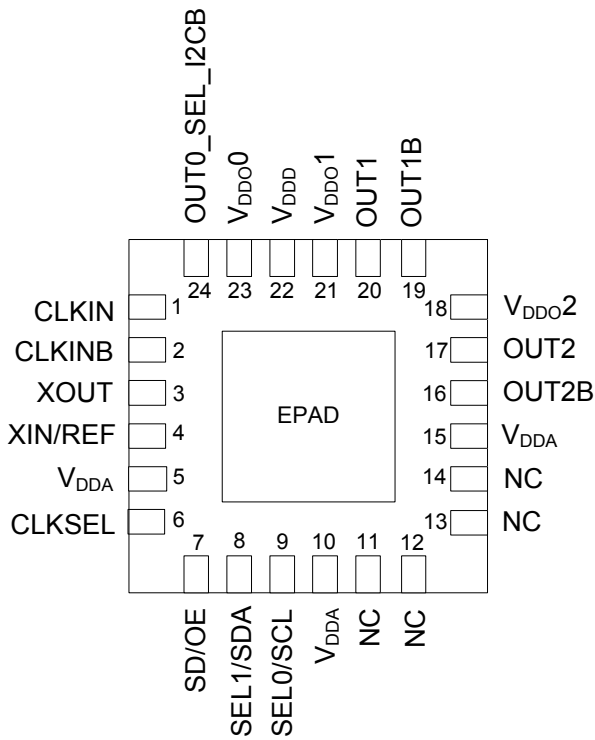 OUT0_SEL_I2CB
VDDO0
VDDD
VDDO1
OUT1
OUT1B
24
23
22
21
20
19
CLKIN
1
CLKINB
2
XOUT
3
XIN/REF
4
VDDA
5
CLKSEL
6
EPAD
18
VDDO2
17
OUT2
16
OUT2B
15
VDDA
14
NC
13
NC
7
8
9
10
11
12
SD/OE
SEL1/SDA
SEL0/SCL
VDDA
NC
NC